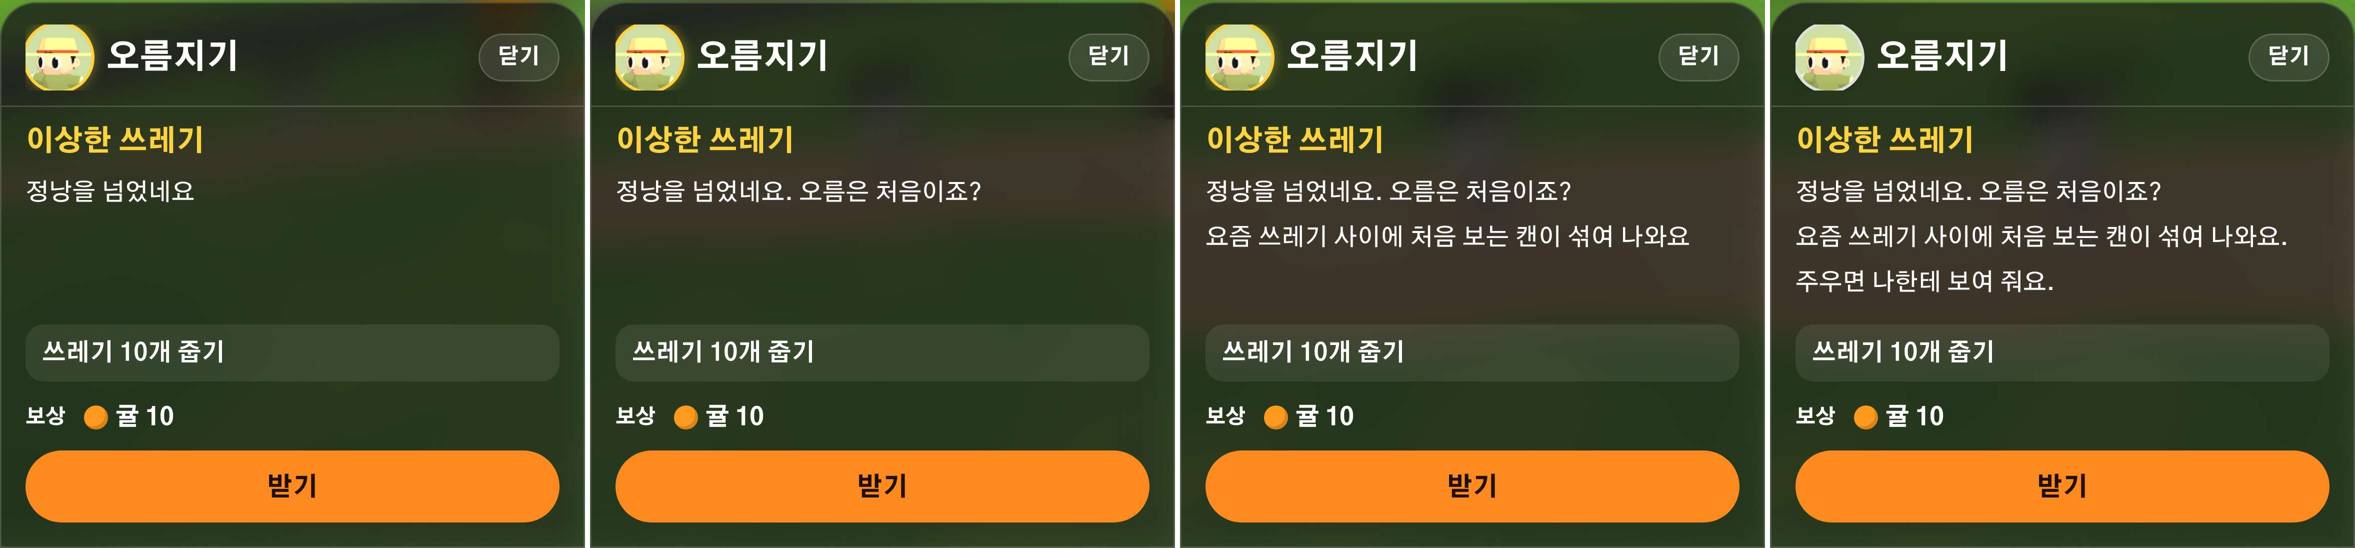 오름지기
닫기
이상한 쓰레기
정낭을 넘었네요
쓰레기 10개 줍기
보상 귤 10
받기
오름지기
닫기
이상한 쓰레기
정낭을 넘었네요. 오름은 처음이죠?
쓰레기 10개 줍기
보상 귤 10
받기
오름지기
닫기
이상한 쓰레기
정낭을 넘었네요. 오름은 처음이죠?
요즘 쓰레기 사이에 처음 보는 캔이 섞여 나와요
쓰레기 10개 줍기
보상 귤 10
받기
오름지기
닫기
이상한 쓰레기
정낭을 넘었네요. 오름은 처음이죠?
요즘 쓰레기 사이에 처음 보는 캔이 섞여 나와요.
주우면 나한테 보여 줘요.
쓰레기 10개 줍기
보상 귤 10
받기